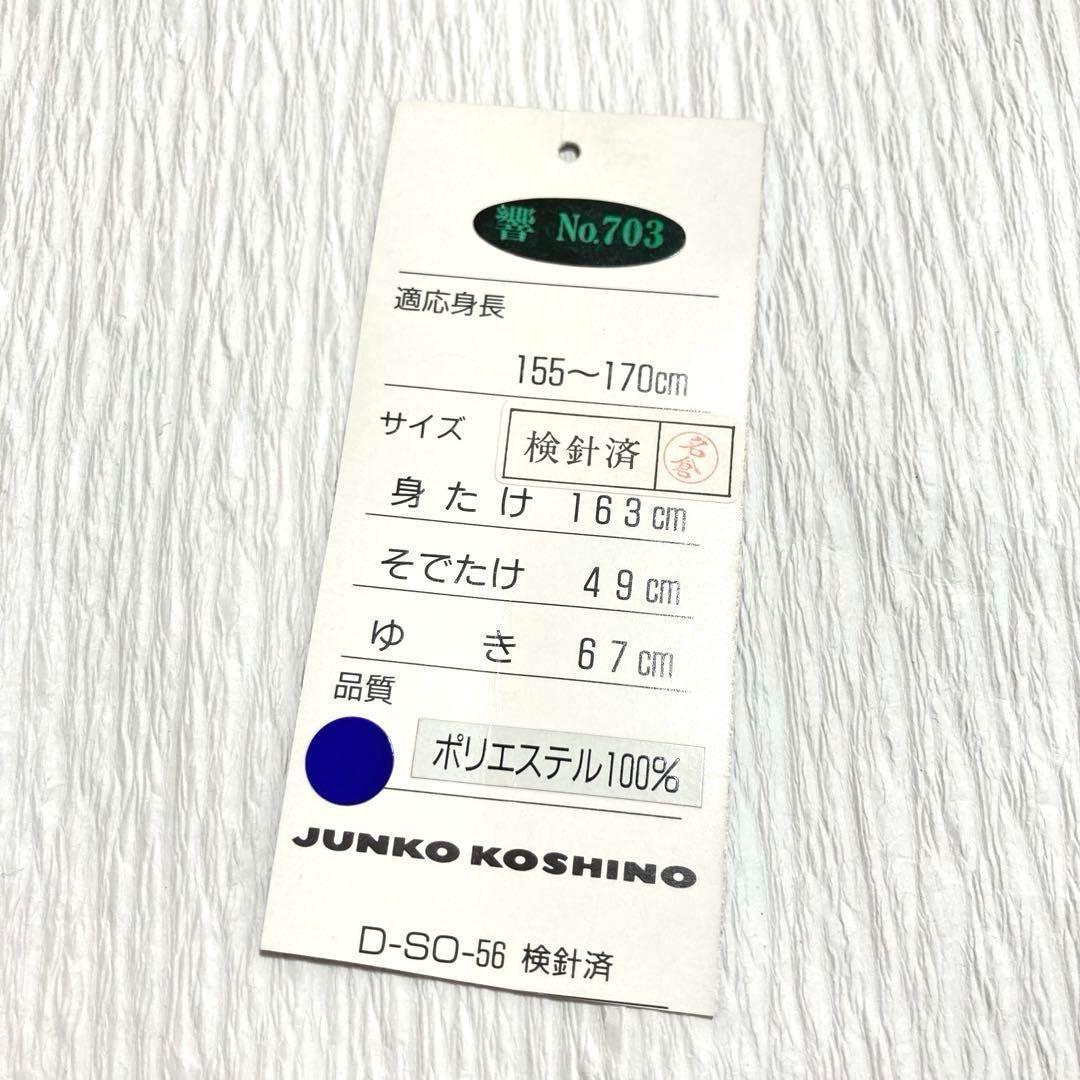 響 No.703
適応身長
155〜170cm
サイズ
検針済 名倉
身たけ 163cm
そでたけ 49cm
ゆき 67cm
品質
ポリエステル100%
JUNKO KOSHINO
D-SO-56 検針済